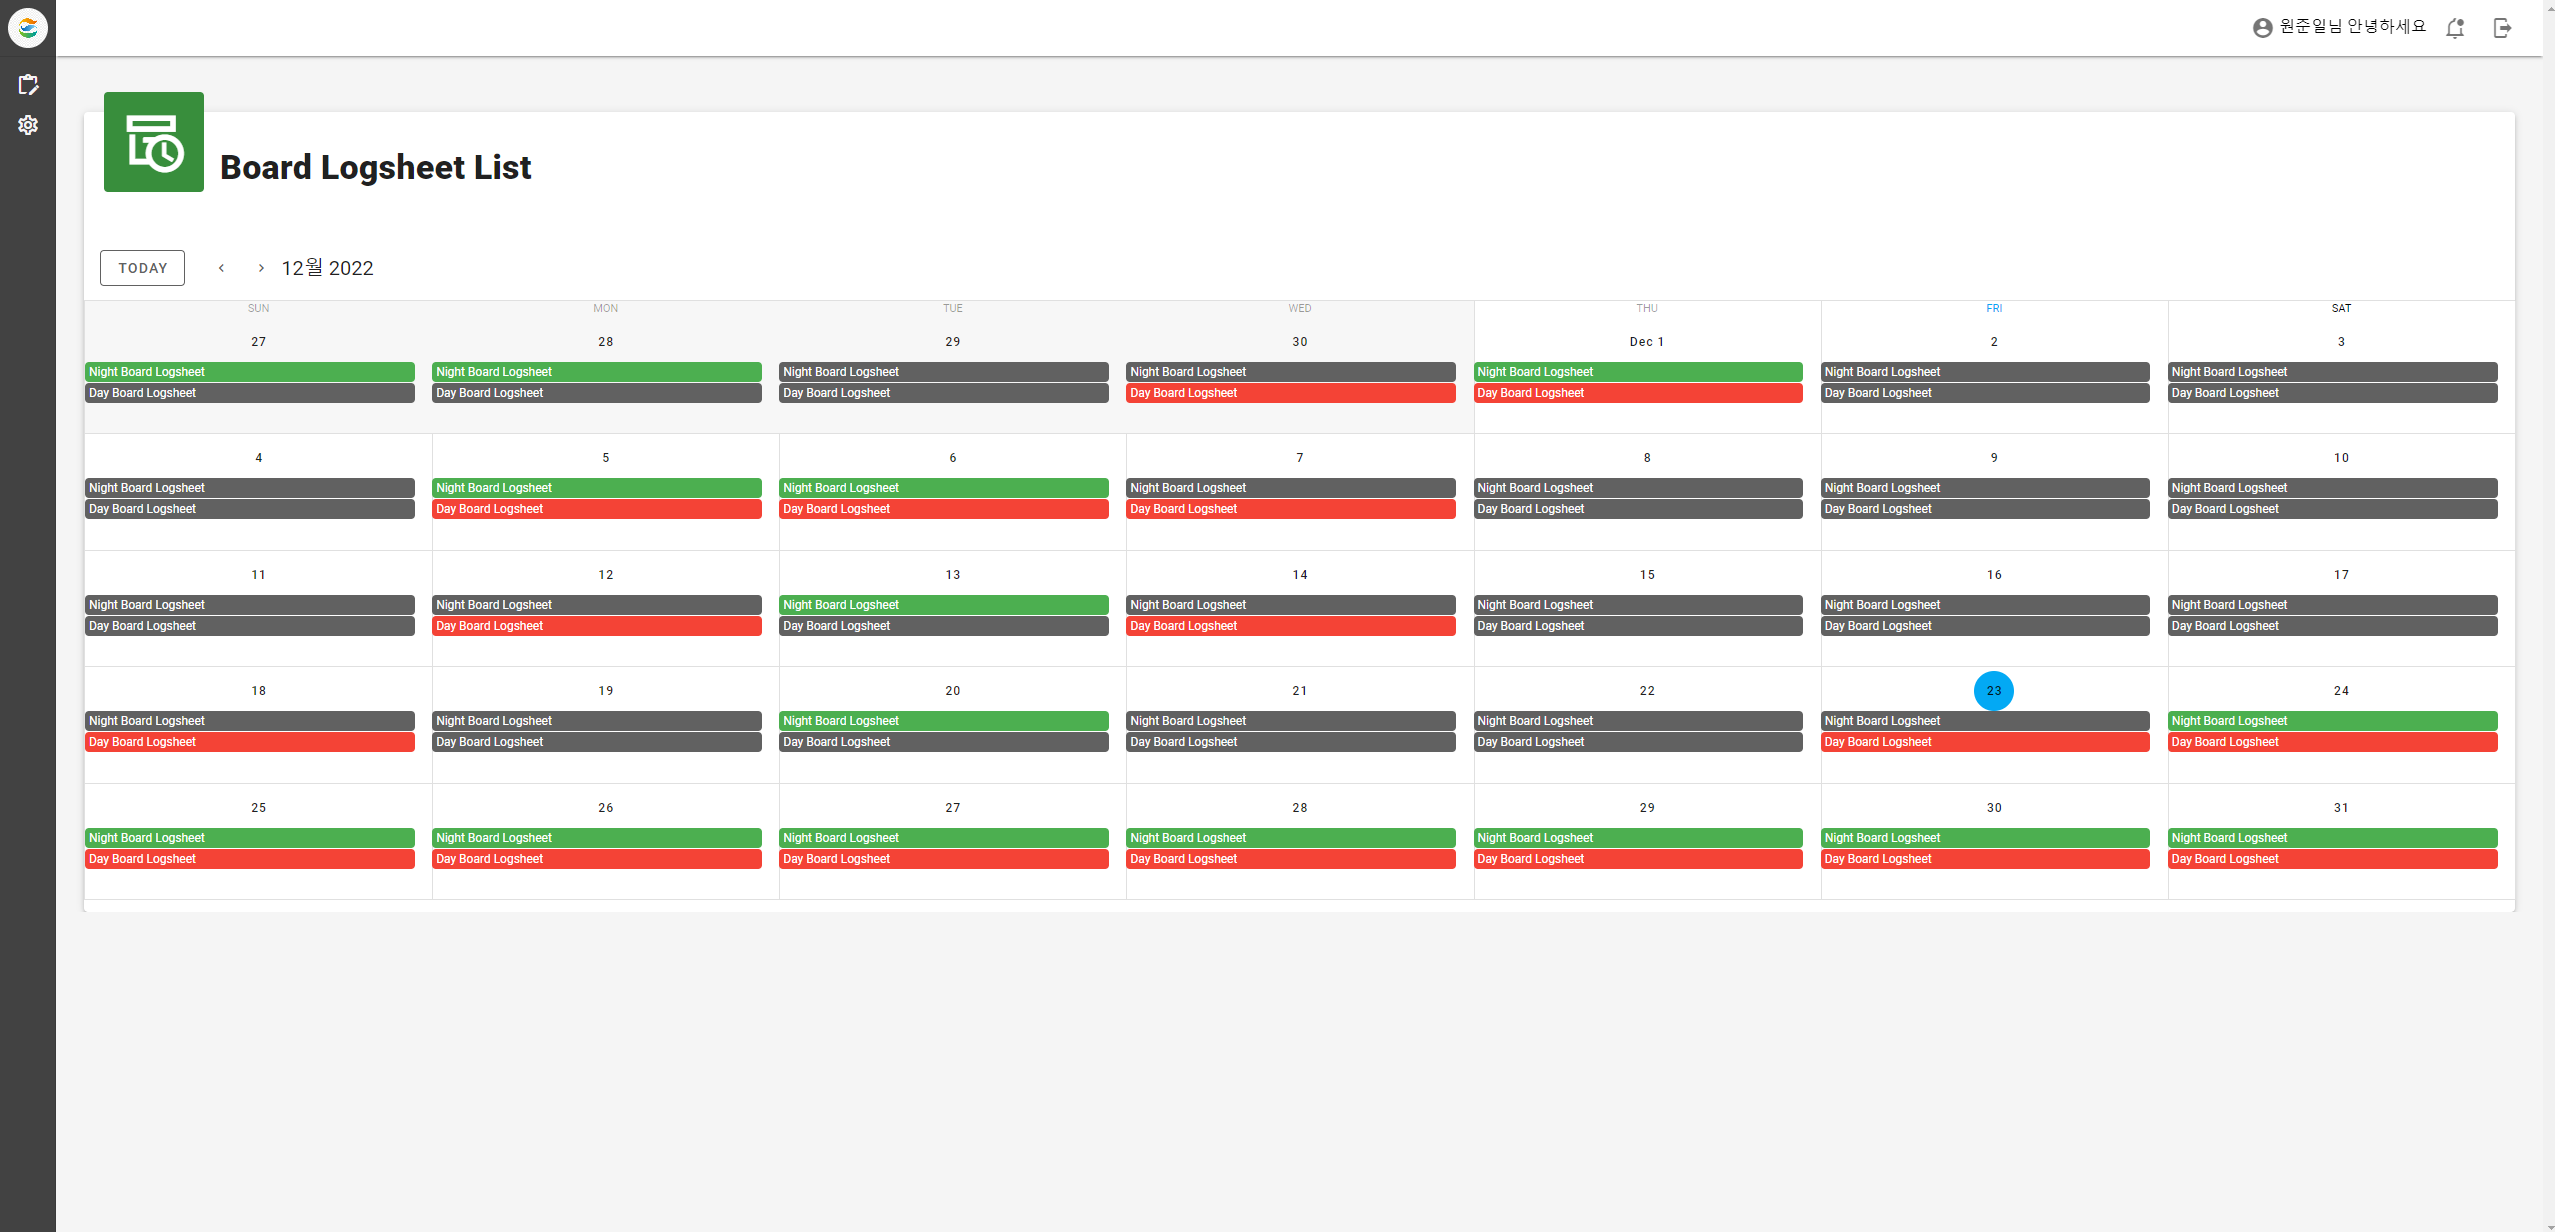 원준일님 안녕하세요
Board Logsheet List
TODAY
12월 2022
SUN MON TUE WED THU FRI SAT
27 28 29 30 Dec 1 2 3
Night Board Logsheet Night Board Logsheet Night Board Logsheet Night Board Logsheet Night Board Logsheet Night Board Logsheet Night Board Logsheet
Day Board Logsheet Day Board Logsheet Day Board Logsheet Day Board Logsheet Day Board Logsheet Day Board Logsheet Day Board Logsheet
4 5 6 7 8 9 10
Night Board Logsheet Night Board Logsheet Night Board Logsheet Night Board Logsheet Night Board Logsheet Night Board Logsheet Night Board Logsheet
Day Board Logsheet Day Board Logsheet Day Board Logsheet Day Board Logsheet Day Board Logsheet Day Board Logsheet Day Board Logsheet
11 12 13 14 15 16 17
Night Board Logsheet Night Board Logsheet Night Board Logsheet Night Board Logsheet Night Board Logsheet Night Board Logsheet Night Board Logsheet
Day Board Logsheet Day Board Logsheet Day Board Logsheet Day Board Logsheet Day Board Logsheet Day Board Logsheet Day Board Logsheet
18 19 20 21 22 23 24
Night Board Logsheet Night Board Logsheet Night Board Logsheet Night Board Logsheet Night Board Logsheet Night Board Logsheet Night Board Logsheet
Day Board Logsheet Day Board Logsheet Day Board Logsheet Day Board Logsheet Day Board Logsheet Day Board Logsheet Day Board Logsheet
25 26 27 28 29 30 31
Night Board Logsheet Night Board Logsheet Night Board Logsheet Night Board Logsheet Night Board Logsheet Night Board Logsheet Night Board Logsheet
Day Board Logsheet Day Board Logsheet Day Board Logsheet Day Board Logsheet Day Board Logsheet Day Board Logsheet Day Board Logsheet